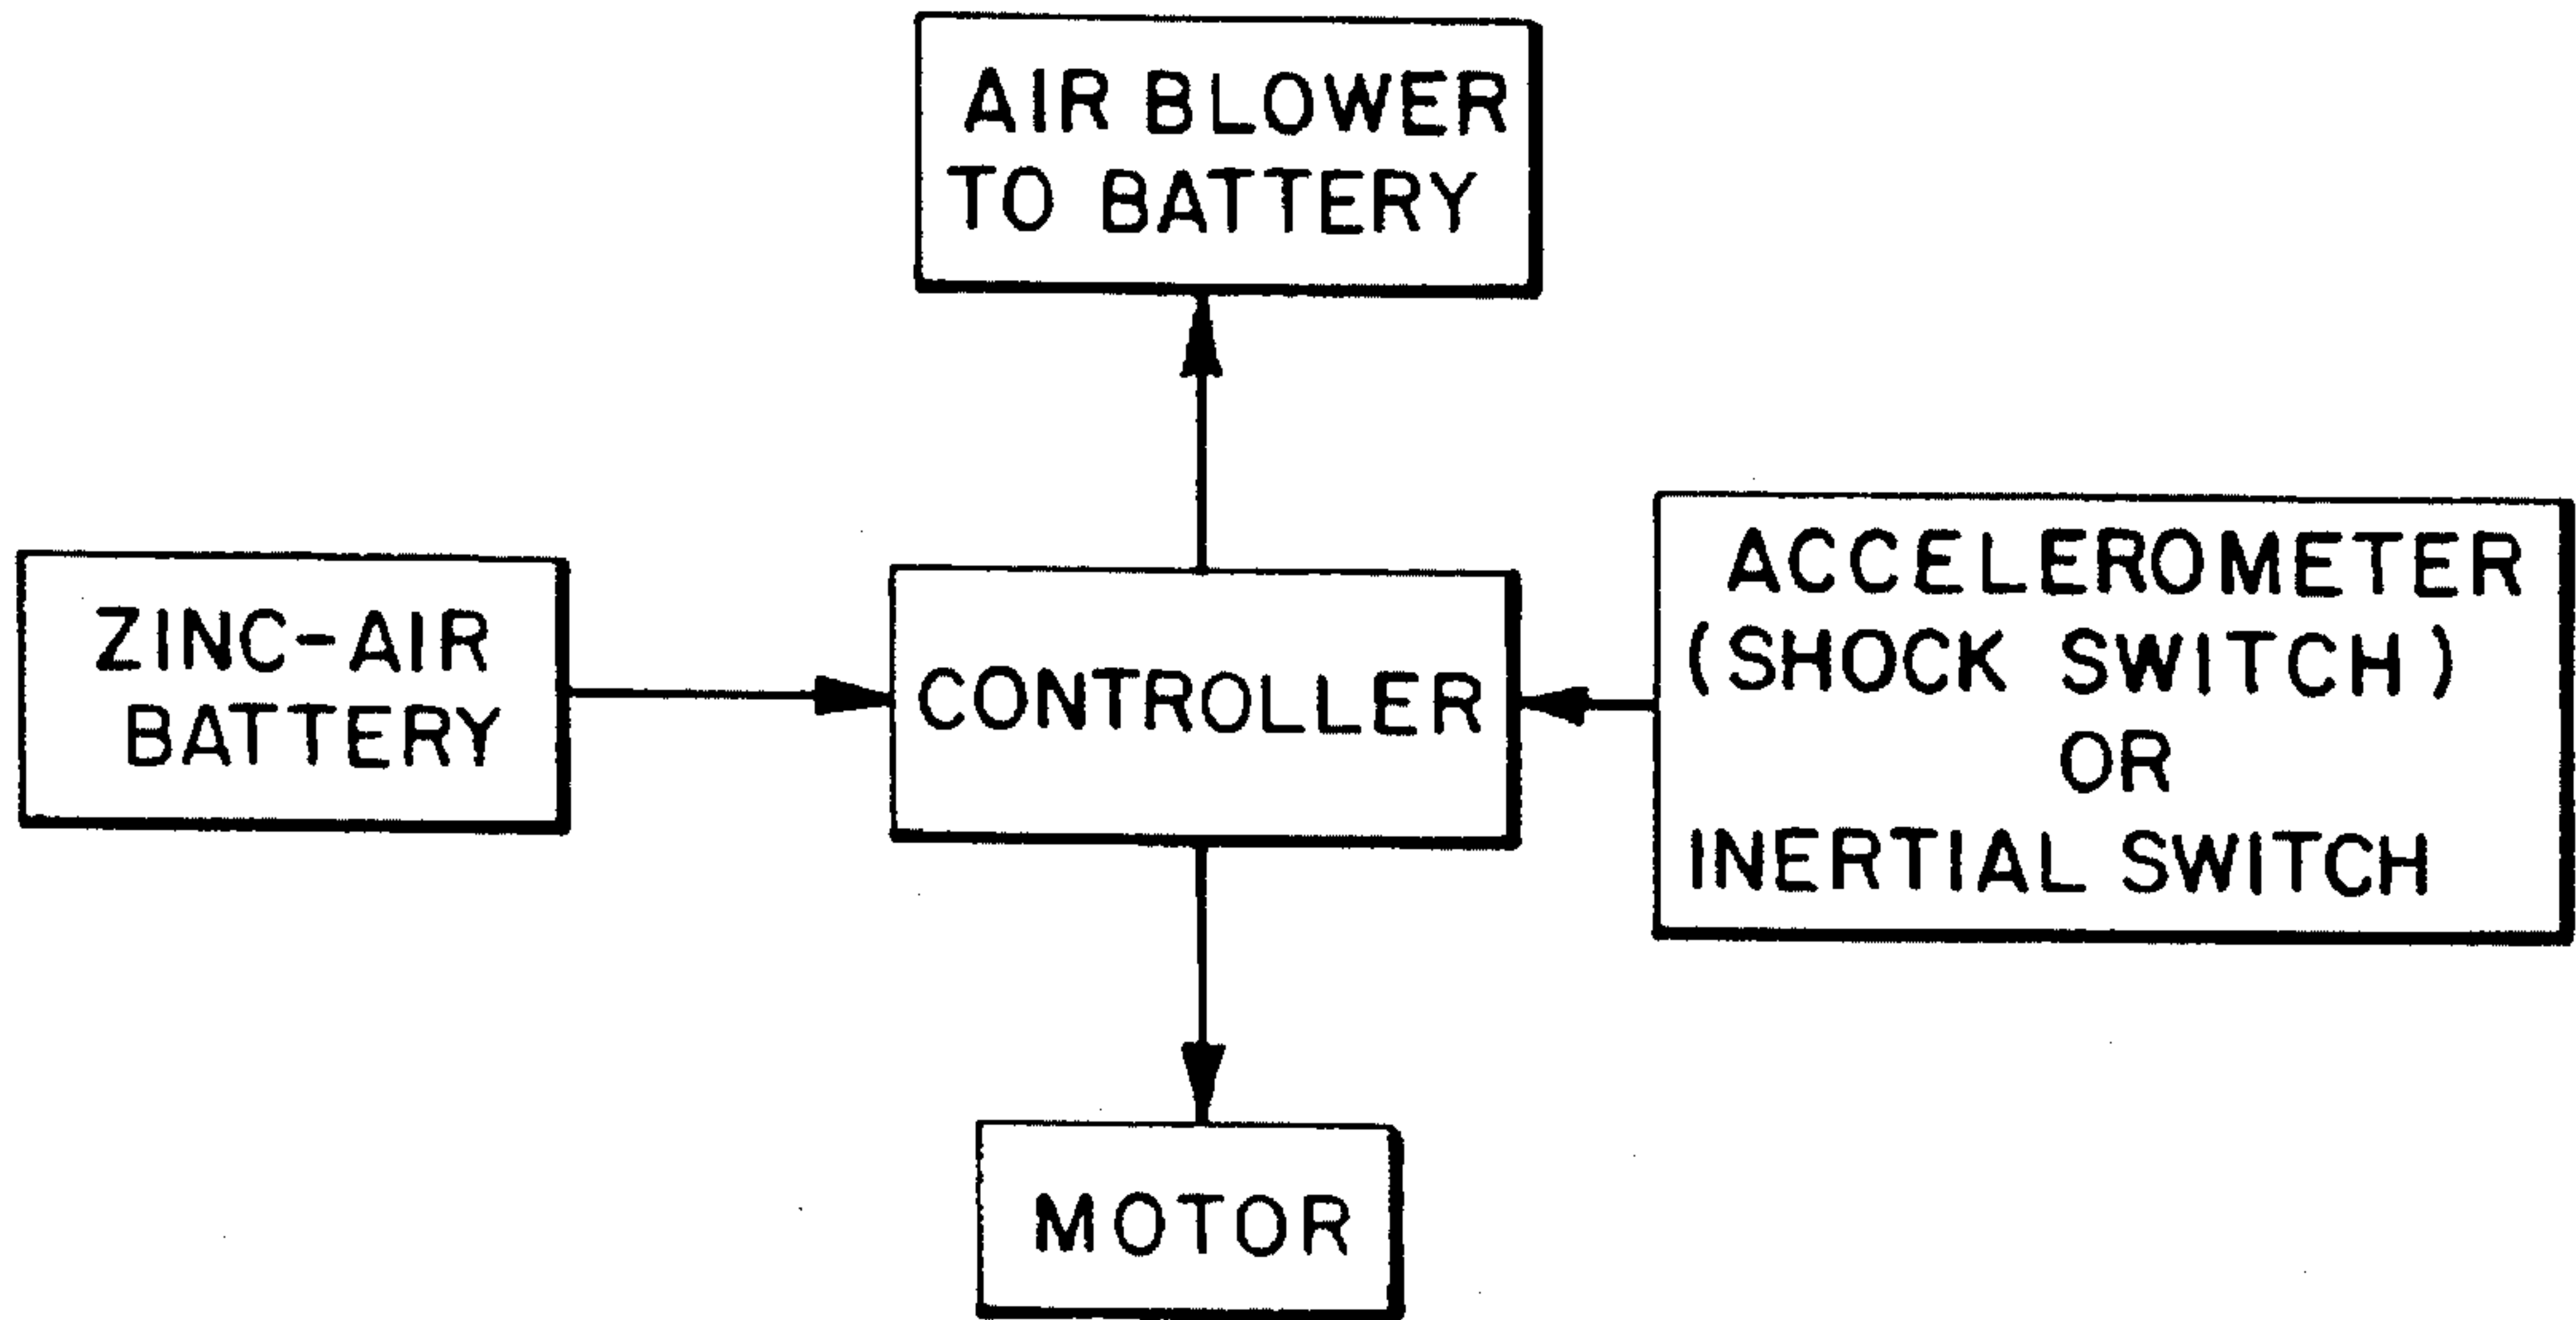 AIR BLOWER
TO BATTERY
ZINC-AIR
BATTERY
CONTROLLER
ACCELEROMETER
(SHOCK SWITCH)
OR
INERTIAL SWITCH
MOTOR